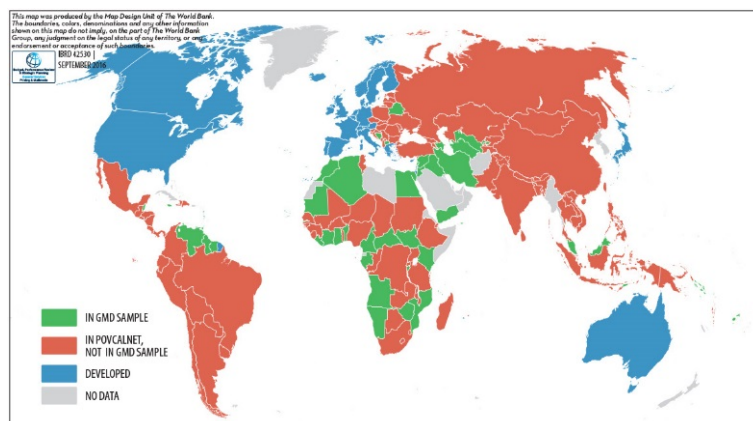 This map was produced by the Map Design Unit of The World Bank.
The boundaries, colors, denominations and any other information
shown on this map do not imply, on the part of The World Bank
Group, any judgment on the legal status of any territory, or any
endorsement or acceptance of such boundaries.
IBRD 42530 |
SEPTEMBER 2016
IN GMD SAMPLE
IN POVCALNET,
NOT IN GMD SAMPLE
DEVELOPED
NO DATA